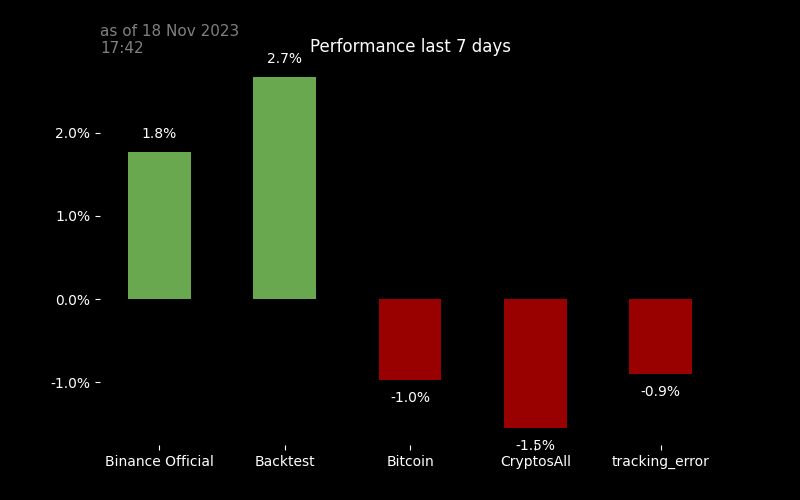 as of 18 Nov 2023
17:42
Performance last 7 days
2.7%
1.8%
2.0%
1.0%
0.0%
-1.0%
-1.0%
-0.9%
-1.5%
Binance Official
Backtest
Bitcoin
CryptosAll
tracking_error